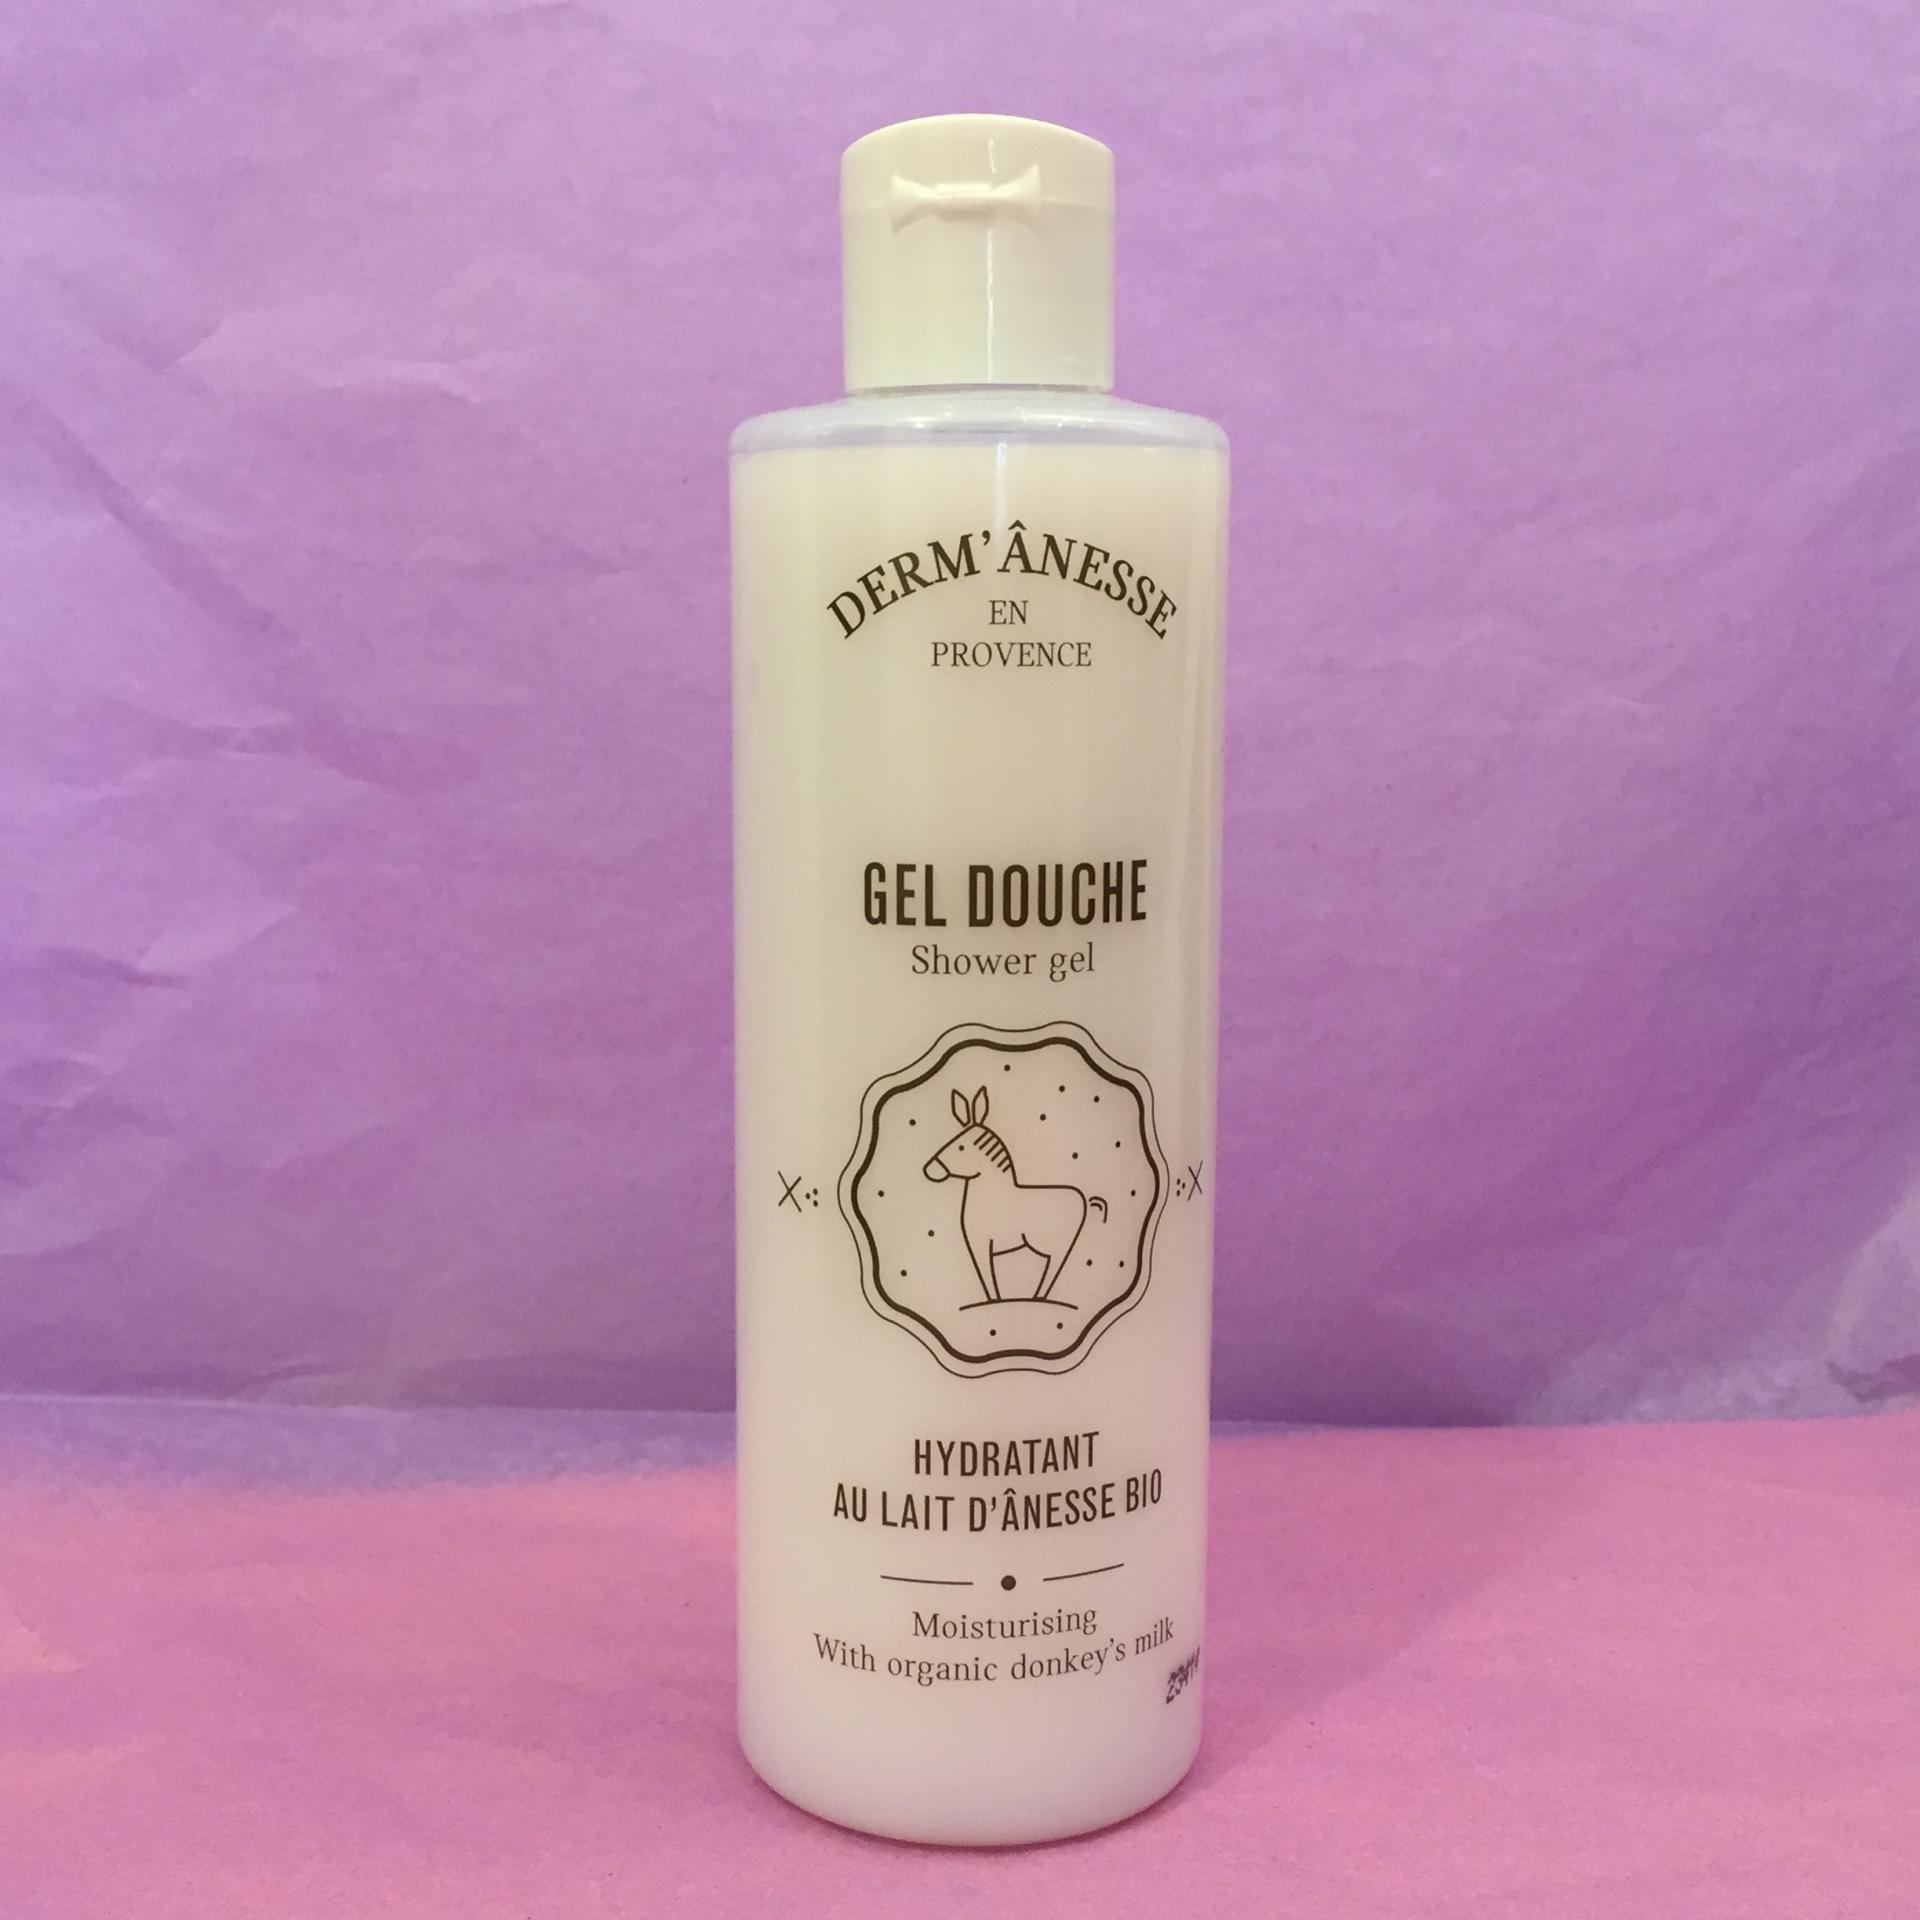 DERM'ÂNESSE
EN
PROVENCE
GEL DOUCHE
Shower gel
HYDRATANT
AU LAIT D'ÂNESSE BIO
Moisturising
With organic donkey's milk